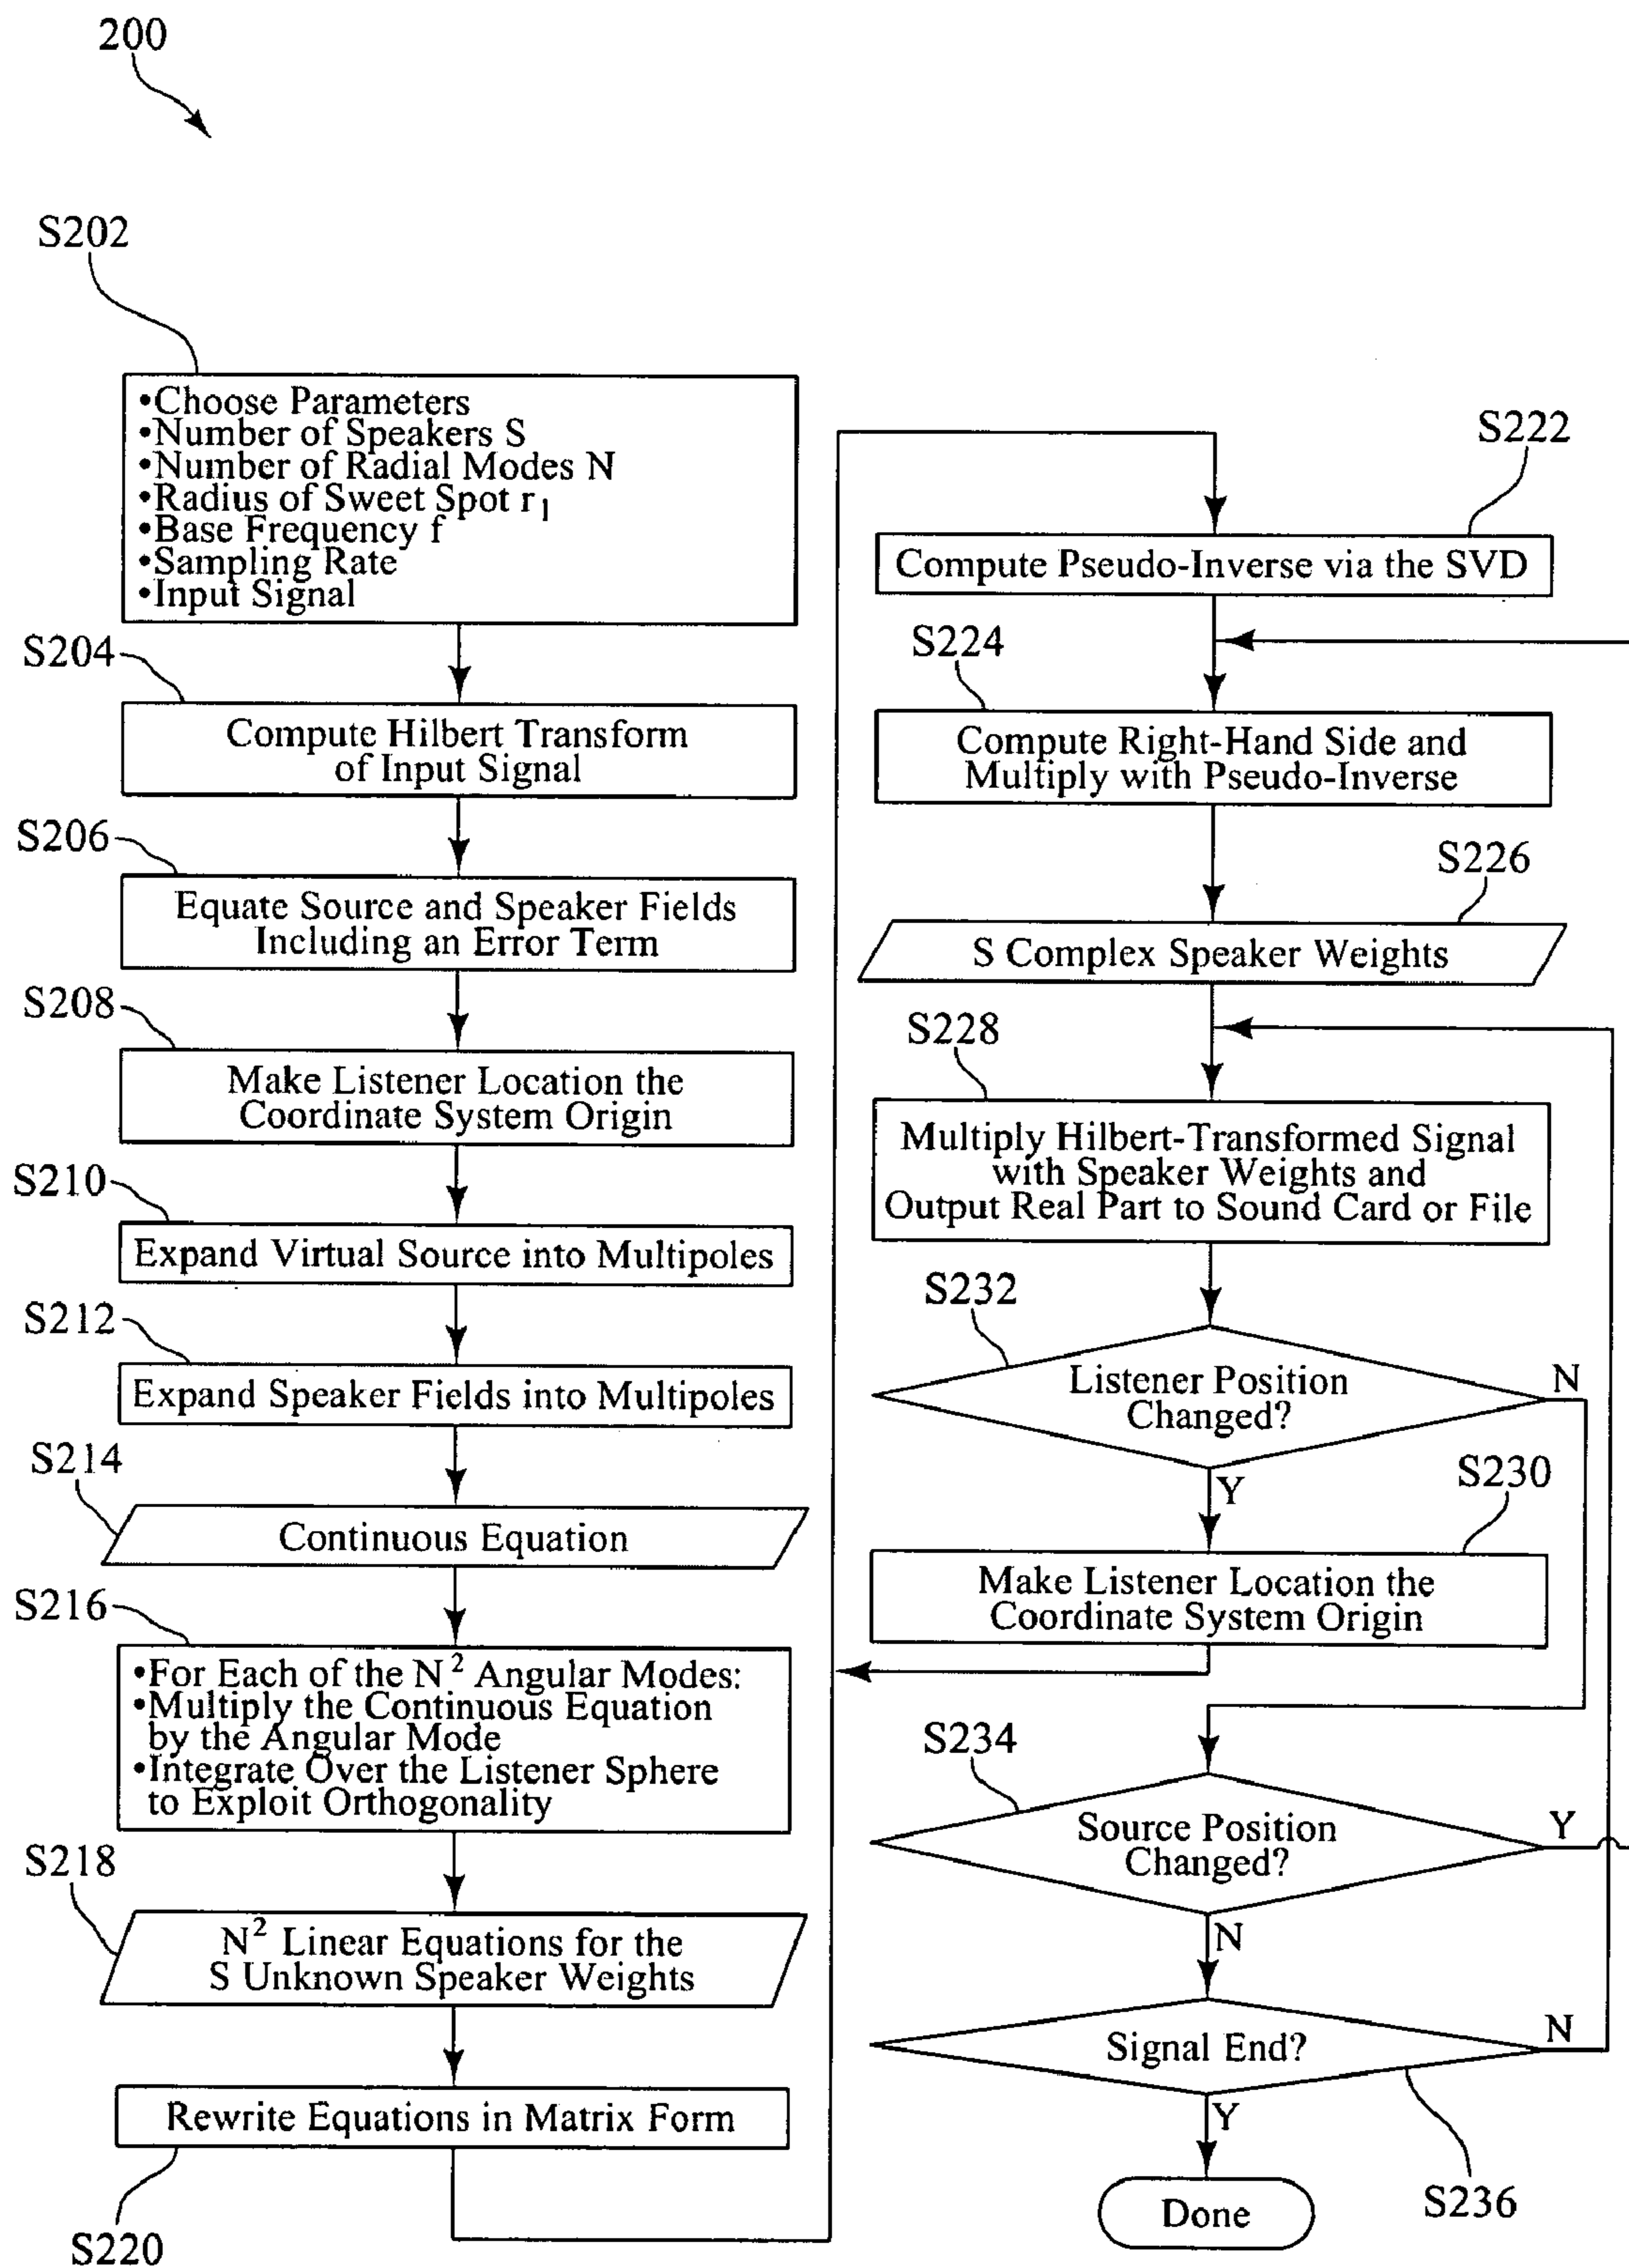 200
S202
•Choose Parameters
•Number of Speakers S
•Number of Radial Modes N
•Radius of Sweet Spot r₁
•Base Frequency f
•Sampling Rate
•Input Signal
S204
Compute Hilbert Transform
of Input Signal
S206
Equate Source and Speaker Fields
Including an Error Term
S208
Make Listener Location the
Coordinate System Origin
S210
Expand Virtual Source into Multipoles
S212
Expand Speaker Fields into Multipoles
S214
Continuous Equation
S216
•For Each of the N² Angular Modes:
•Multiply the Continuous Equation
by the Angular Mode
•Integrate Over the Listener Sphere
to Exploit Orthogonality
S218
N² Linear Equations for the
S Unknown Speaker Weights
Rewrite Equations in Matrix Form
S220
S222
Compute Pseudo-Inverse via the SVD
S224
Compute Right-Hand Side and
Multiply with Pseudo-Inverse
S226
S Complex Speaker Weights
S228
Multiply Hilbert-Transformed Signal
with Speaker Weights and
Output Real Part to Sound Card or File
S232
Listener Position
Changed?
N
Y
S230
Make Listener Location the
Coordinate System Origin
S234
Source Position
Changed?
Y
N
Signal End?
N
Y
S236
Done